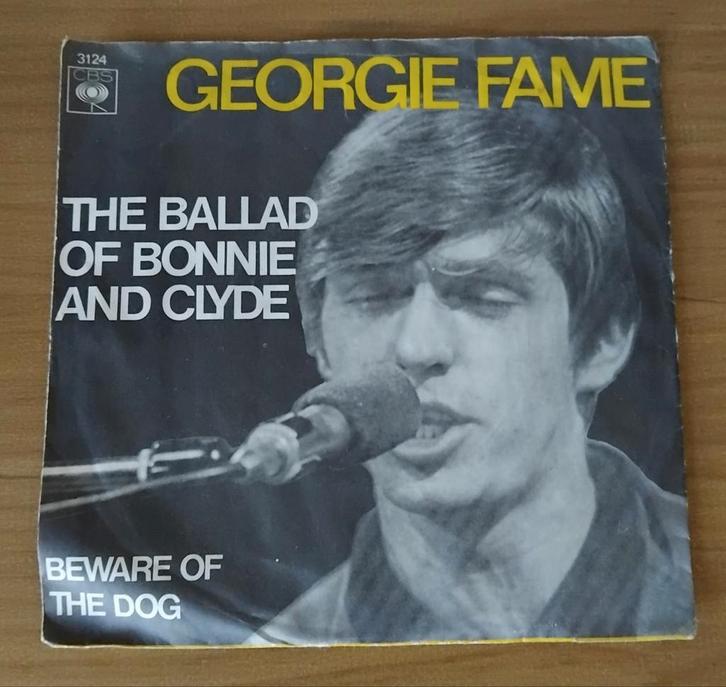 3124
CBS
GEORGIE FAME
THE BALLAD
OF BONNIE
AND CLYDE
BEWARE OF
THE DOG